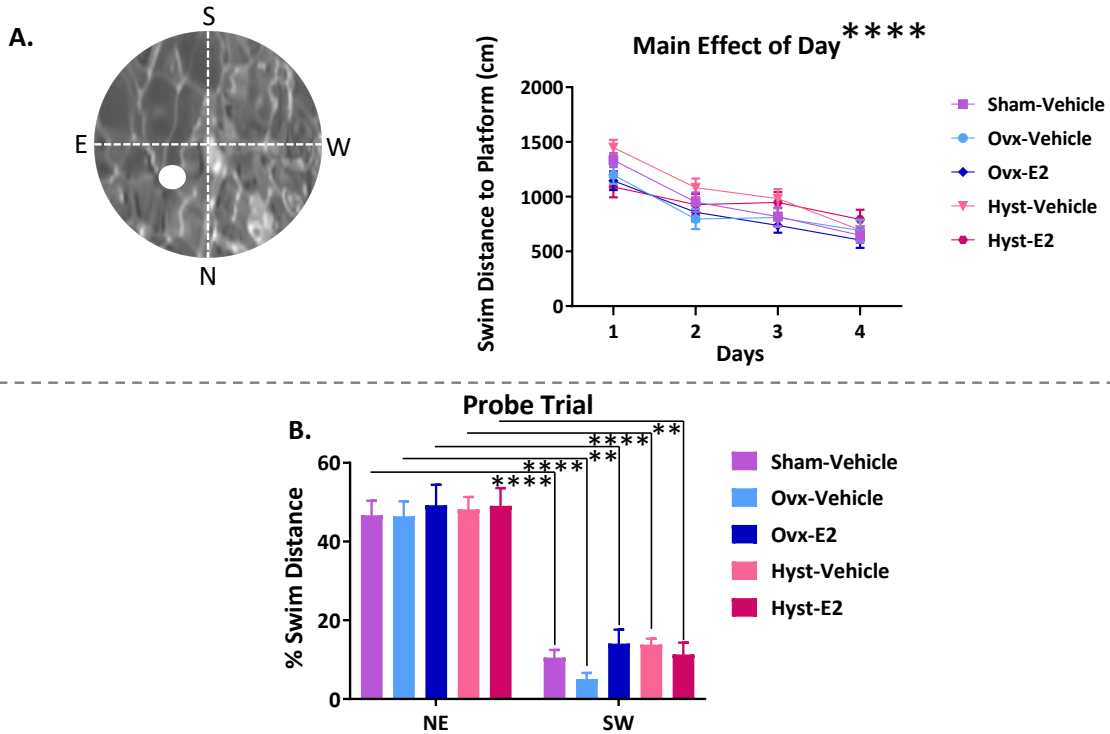 A.
S
E
W
N
Main Effect of Day****
Swim Distance to Platform (cm)
2000
1500
1000
500
0
1 2 3 4
Days
Sham-Vehicle
Ovx-Vehicle
Ovx-E2
Hyst-Vehicle
Hyst-E2
Probe Trial
B.
**
****
**
****
****
% Swim Distance
60
40
20
0
NE SW
Sham-Vehicle
Ovx-Vehicle
Ovx-E2
Hyst-Vehicle
Hyst-E2